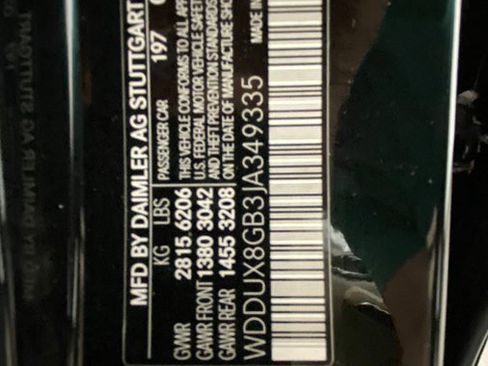 MFD BY DAIMLER AG STUTTGART
PASSENGER CAR 197
KG LBS
GVWR 2815 6206
GAWR FRONT 1380 3042
GAWR REAR 1455 3208
THIS VEHICLE CONFORMS TO ALL APP
U.S. FEDERAL MOTOR VEHICLE SAFET
AND THEFT PREVENTION STANDARDS
ON THE DATE OF MANUFACTURE SHO
MADE IN
WDDUX8GB3JA349335